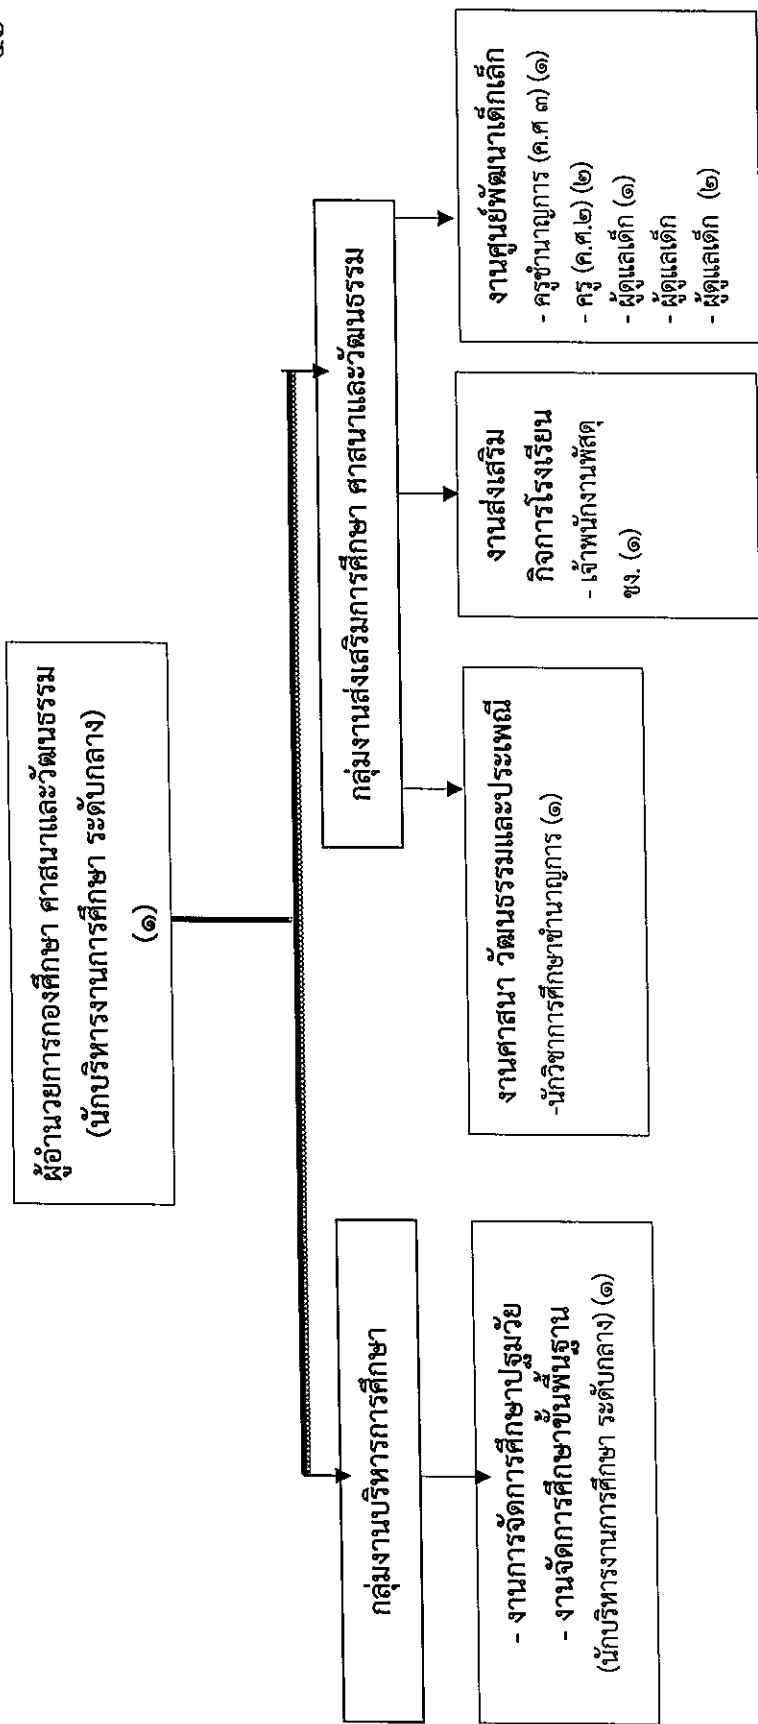 ผู้อำนวยการกองศึกษา ศาสนาและวัฒนธรรม
(นักบริหารงานการศึกษา ระดับกลาง)
(๑)
กลุ่มงานบริหารการศึกษา
- งานการจัดการศึกษาปฐมวัย
- งานจัดการศึกษาขั้นพื้นฐาน
(นักบริหารงานการศึกษา ระดับกลาง) (๑)
กลุ่มงานส่งเสริมการศึกษา ศาสนาและวัฒนธรรม
งานศาสนา วัฒนธรรมและประเพณี
-นักวิชาการศึกษาชำนาญการ (๑)
งานส่งเสริม
กิจการโรงเรียน
- เจ้าพนักงานพัสดุ
ชง. (๑)
งานศูนย์พัฒนาเด็กเล็ก
- ครูชำนาญการ (ค.ศ ๓) (๑)
- ครู (ค.ศ.๒) (๒)
- ผู้ดูแลเด็ก (๑)
- ผู้ดูแลเด็ก
- ผู้ดูแลเด็ก (๒)